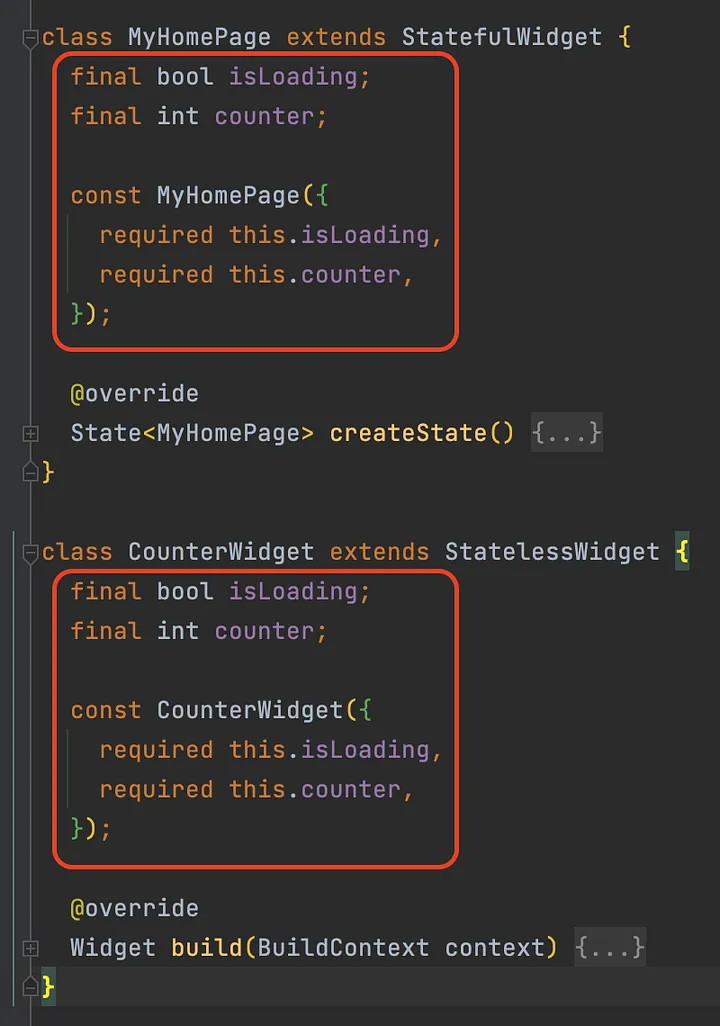 class MyHomePage extends StatefulWidget {
final bool isLoading;
final int counter;
const MyHomePage({
required this.isLoading,
required this.counter,
});
@override
State<MyHomePage> createState() {...}
}
class CounterWidget extends StatelessWidget {
final bool isLoading;
final int counter;
const CounterWidget({
required this.isLoading,
required this.counter,
});
@override
Widget build(BuildContext context) {...}
}